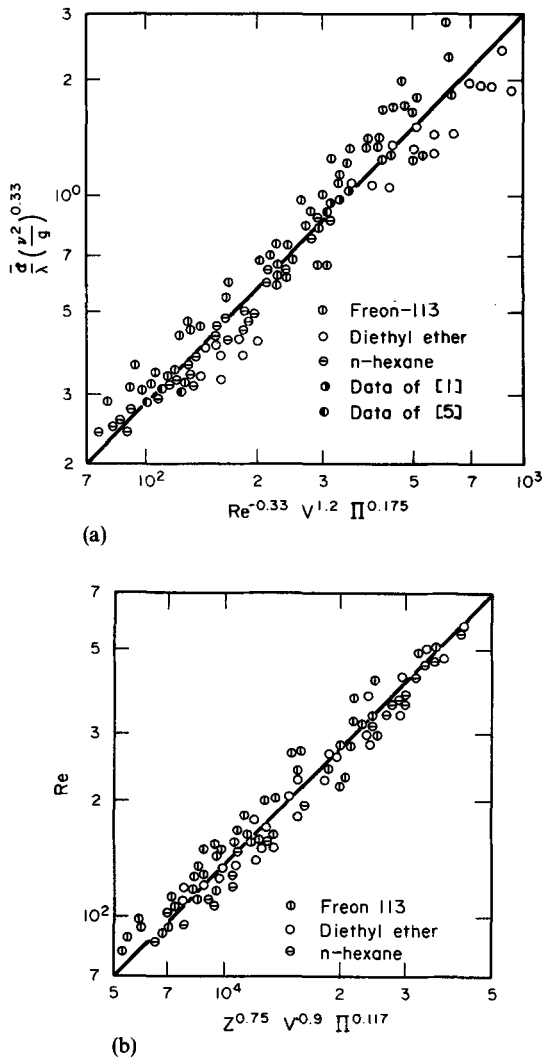 3
2
10⁰
7
5
3
2
ᾱ/λ (ν²/g)^0.33
Freon-113
Diethyl ether
n-hexane
Data of [1]
Data of [5]
7 10² 2 3 5 7 10³
Re^-0.33 V^1.2 Π^0.175
(a)
7
5
3
2
10²
7
Re
Freon 113
Diethyl ether
n-hexane
5 7 10⁴ 2 3 5
Z^0.75 V^0.9 Π^0.117
(b)